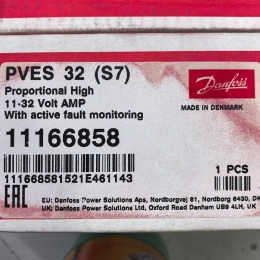 PVES 32 (S7)
Proportional High
11-32 Volt AMP
With active fault monitoring
Danfoss
MADE IN DENMARK
11166858
1 PCS
111668581521E461143
EAC
EU: Danfoss Power Solutions Aps, Nordborgvej 81, Nordborg 6430, DK
UK: Danfoss Power Solutions Ltd, Oxford Road Denham UB9 4LH, UK